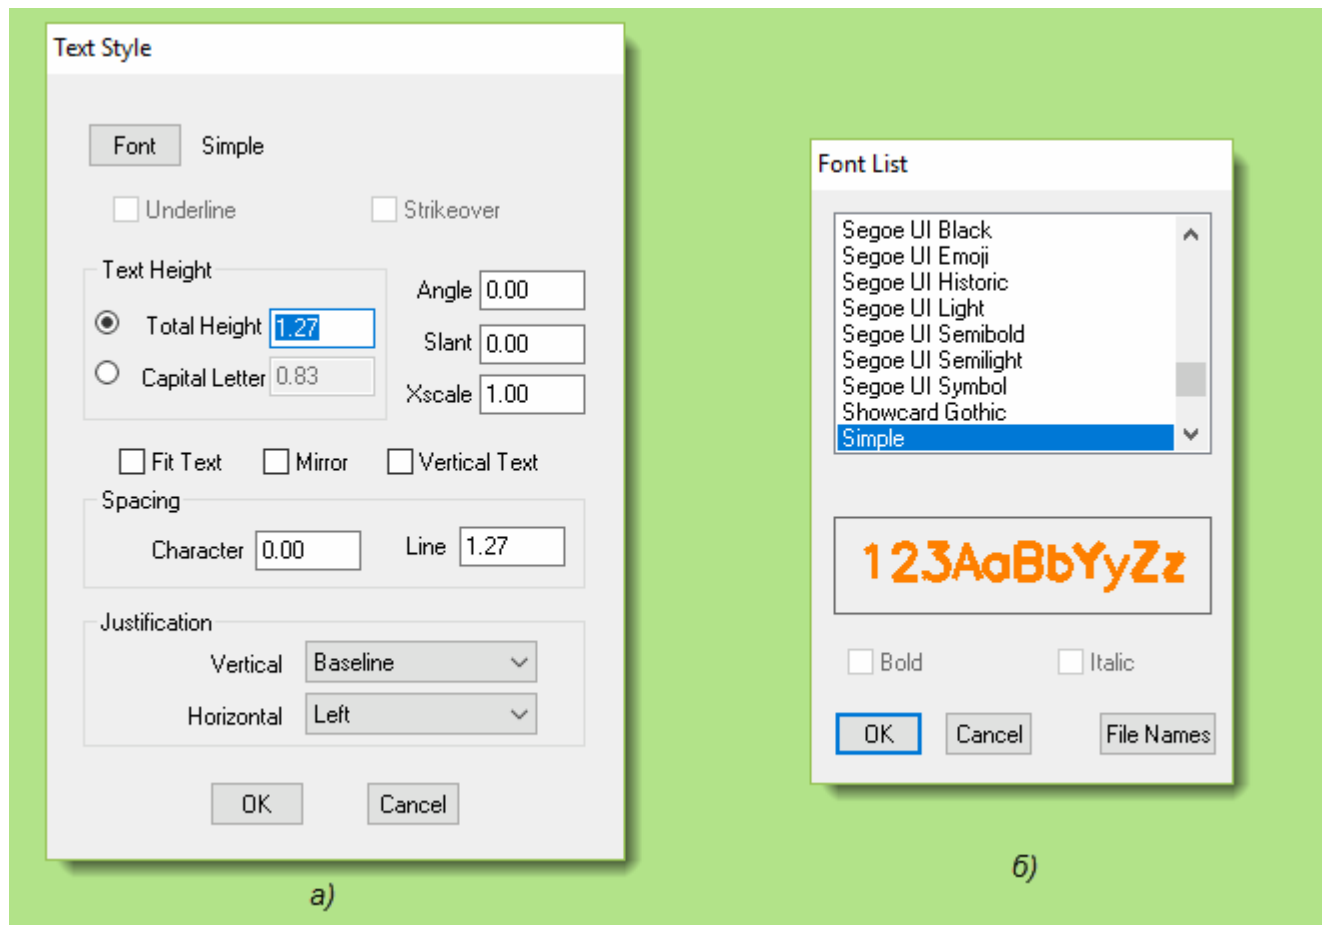 Text Style
Font Simple
Underline Strikeover
Text Height
Total Height 1.27
Capital Letter 0.83
Angle 0.00
Slant 0.00
Xscale 1.00
Fit Text Mirror Vertical Text
Spacing
Character 0.00 Line 1.27
Justification
Vertical Baseline
Horizontal Left
OK Cancel
а)
Font List
Segoe UI Black
Segoe UI Emoji
Segoe UI Historic
Segoe UI Light
Segoe UI Semibold
Segoe UI Semilight
Segoe UI Symbol
Showcard Gothic
Simple
123AaBbYyZz
Bold Italic
OK Cancel File Names
б)